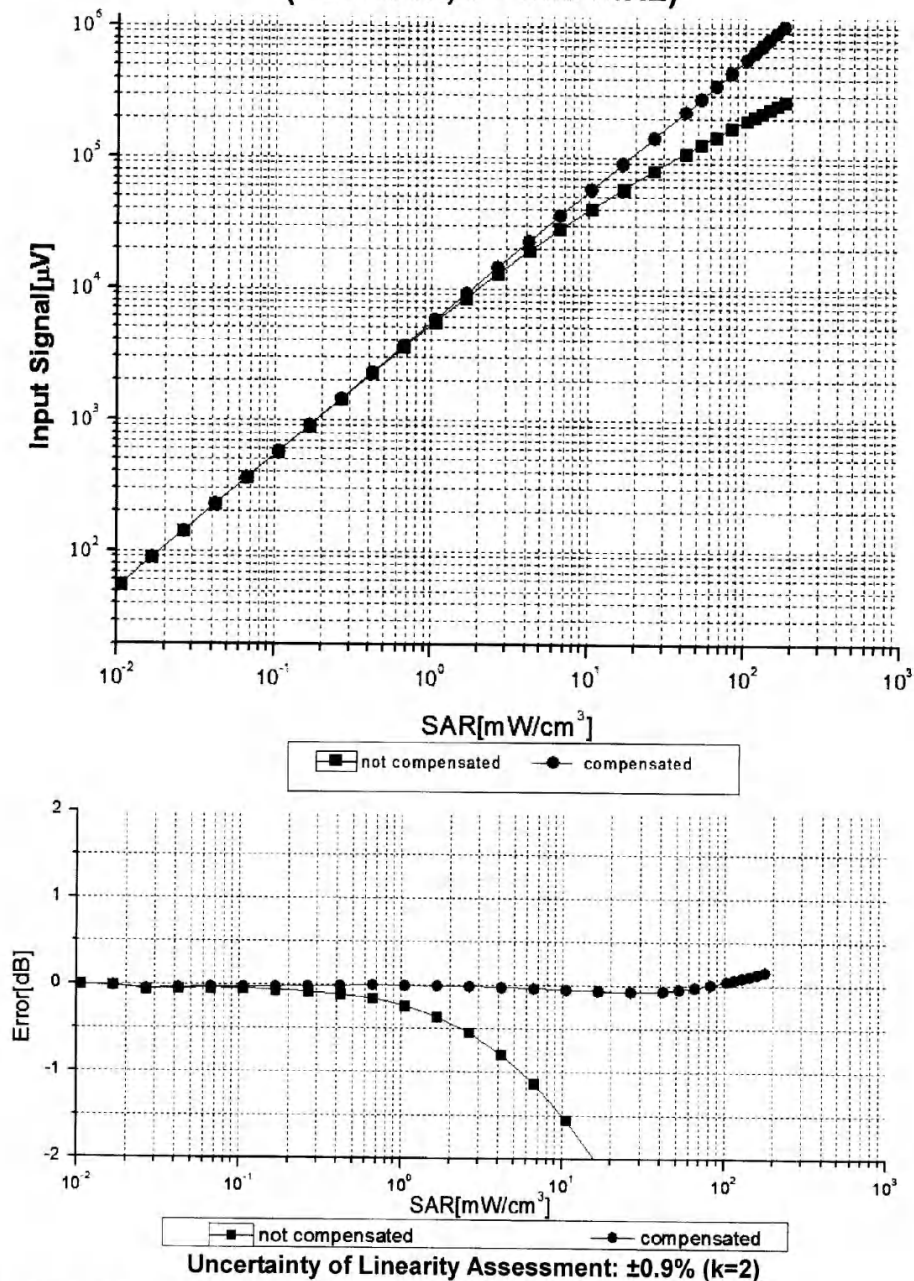 10⁶
10⁵
10⁴
10³
10²
Input Signal[µV]
10⁻² 10⁻¹ 10⁰ 10¹ 10² 10³
SAR[mW/cm³]
not compensated compensated
2
1
0
-1
-2
Error[dB]
10⁻² 10⁻¹ 10⁰ 10¹ 10² 10³
SAR[mW/cm³]
not compensated compensated
Uncertainty of Linearity Assessment: ±0.9% (k=2)